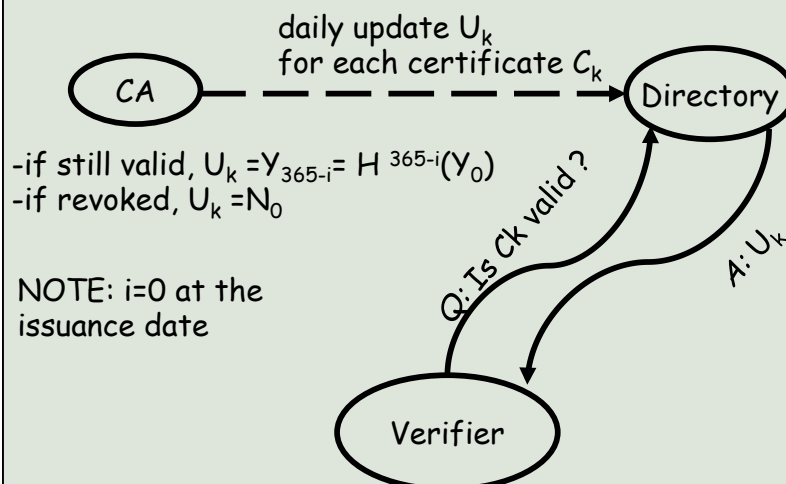 daily update Uk
for each certificate Ck
CA
Directory
-if still valid, Uk =Y365-i= H 365-i(Y0)
-if revoked, Uk =N0
Q: Is Ck valid ?
A: Uk
NOTE: i=0 at the
issuance date
Verifier